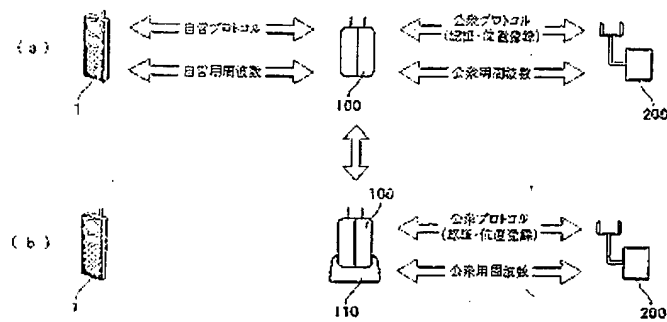 (a)
自営プロトコル
自営用周波数
1
100
公衆プロトコル
(認証・位置登録)
公衆用周波数
200
(b)
1
100
110
公衆プロトコル
(認証・位置登録)
公衆用周波数
200